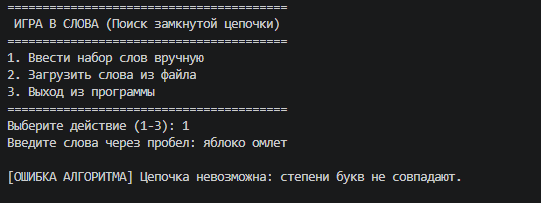 ========================================
ИГРА В СЛОВА (Поиск замкнутой цепочки)
========================================
1. Ввести набор слов вручную
2. Загрузить слова из файла
3. Выход из программы
========================================
Выберите действие (1-3): 1
Введите слова через пробел: яблоко омлет
[ОШИБКА АЛГОРИТМА] Цепочка невозможна: степени букв не совпадают.